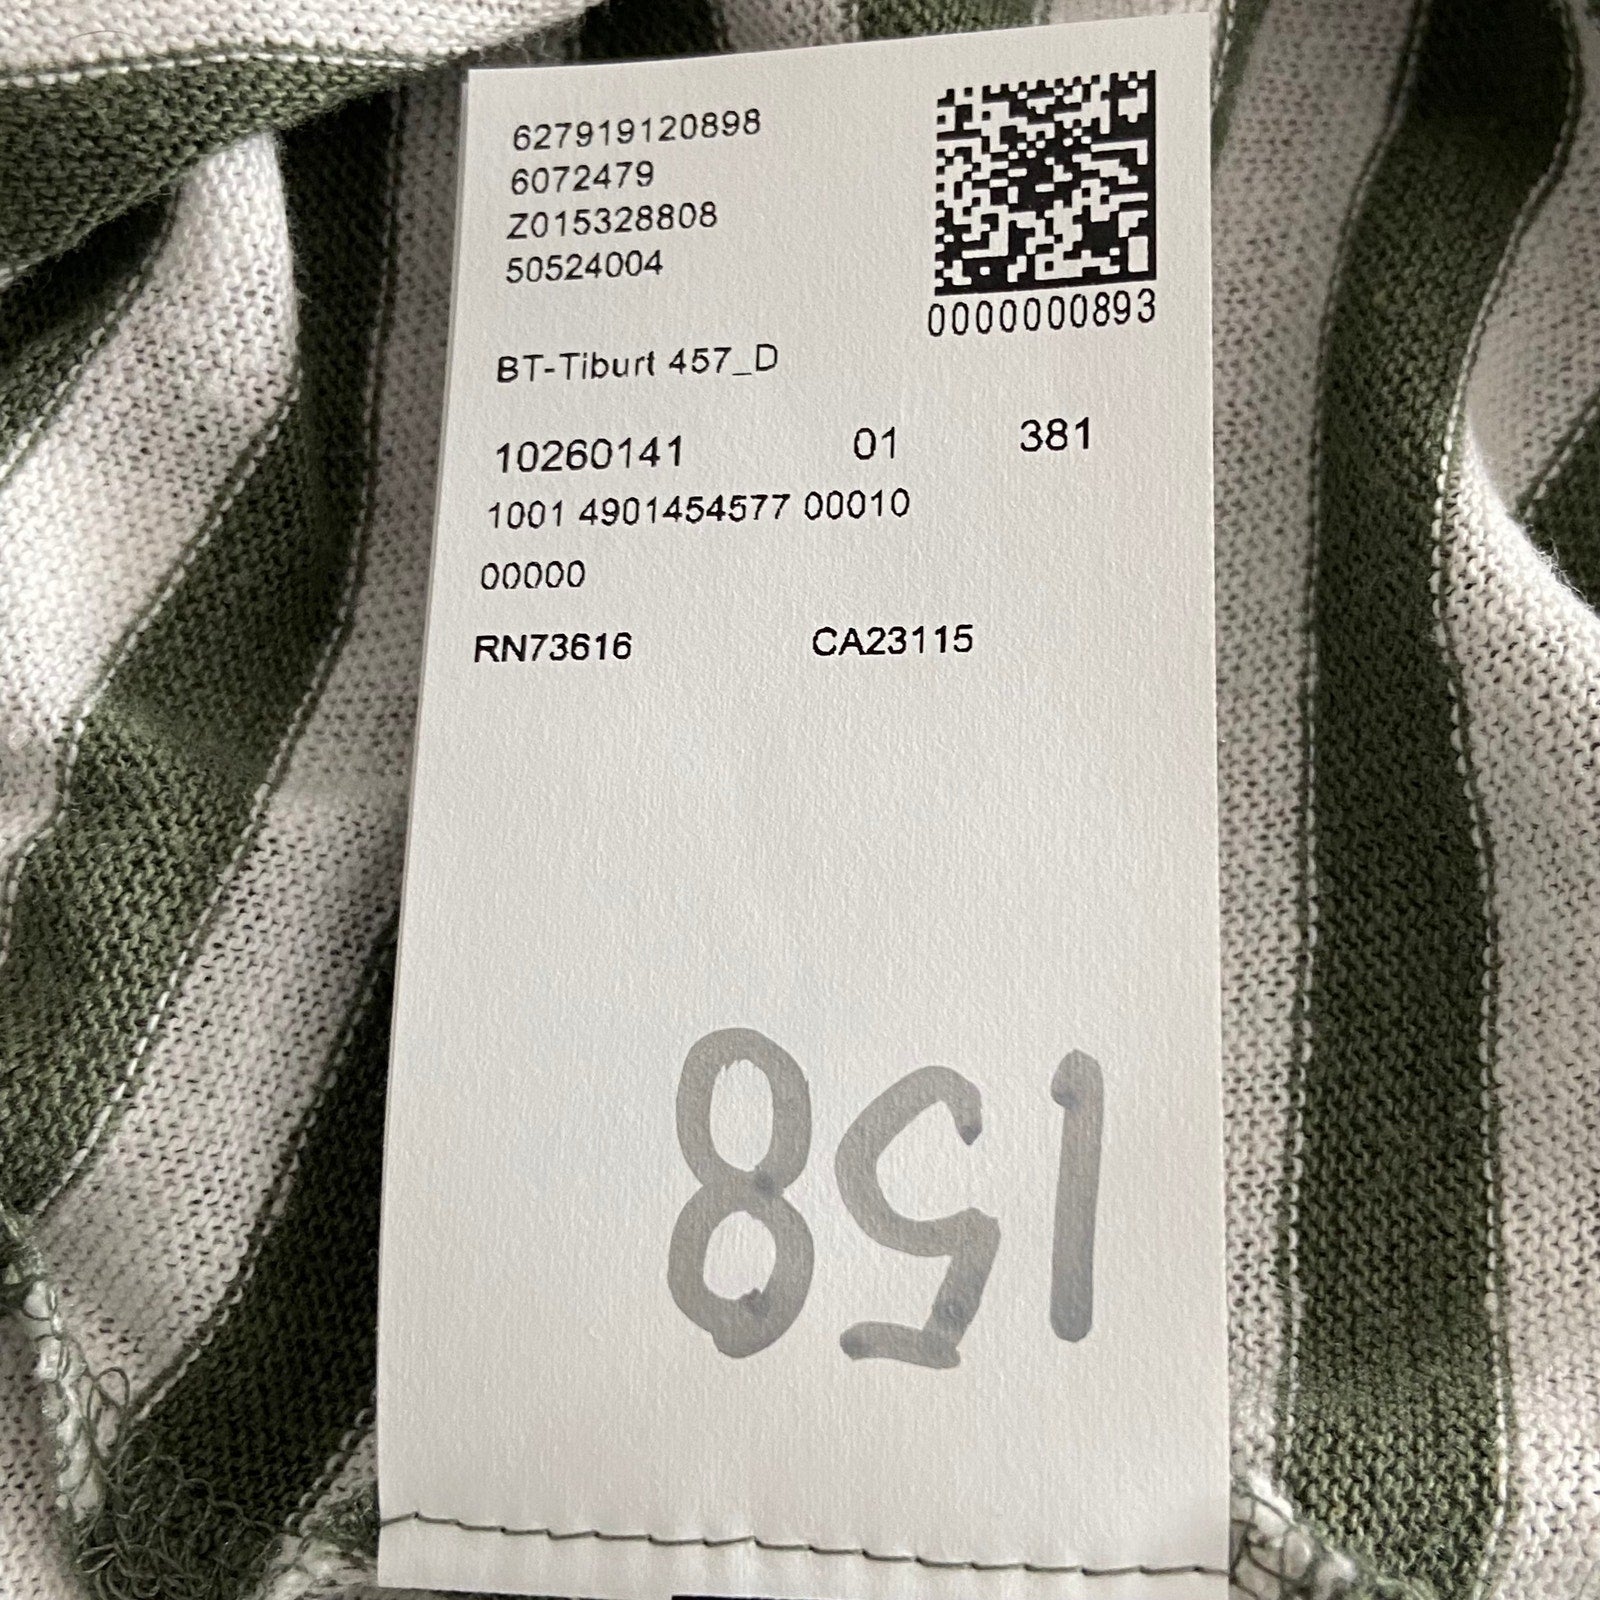 627919120898
6072479
Z015328808
50524004
0000000893
BT-Tiburt 457_D
10260141 01 381
1001 4901454577 00010
00000
RN73616 CA23115
158